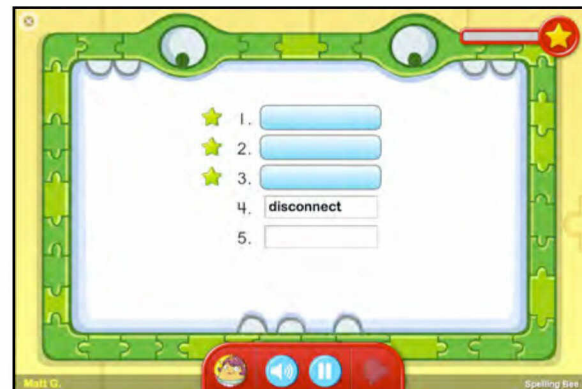 1.
2.
3.
4. disconnect
5.
Matt G.
Spelling Bee